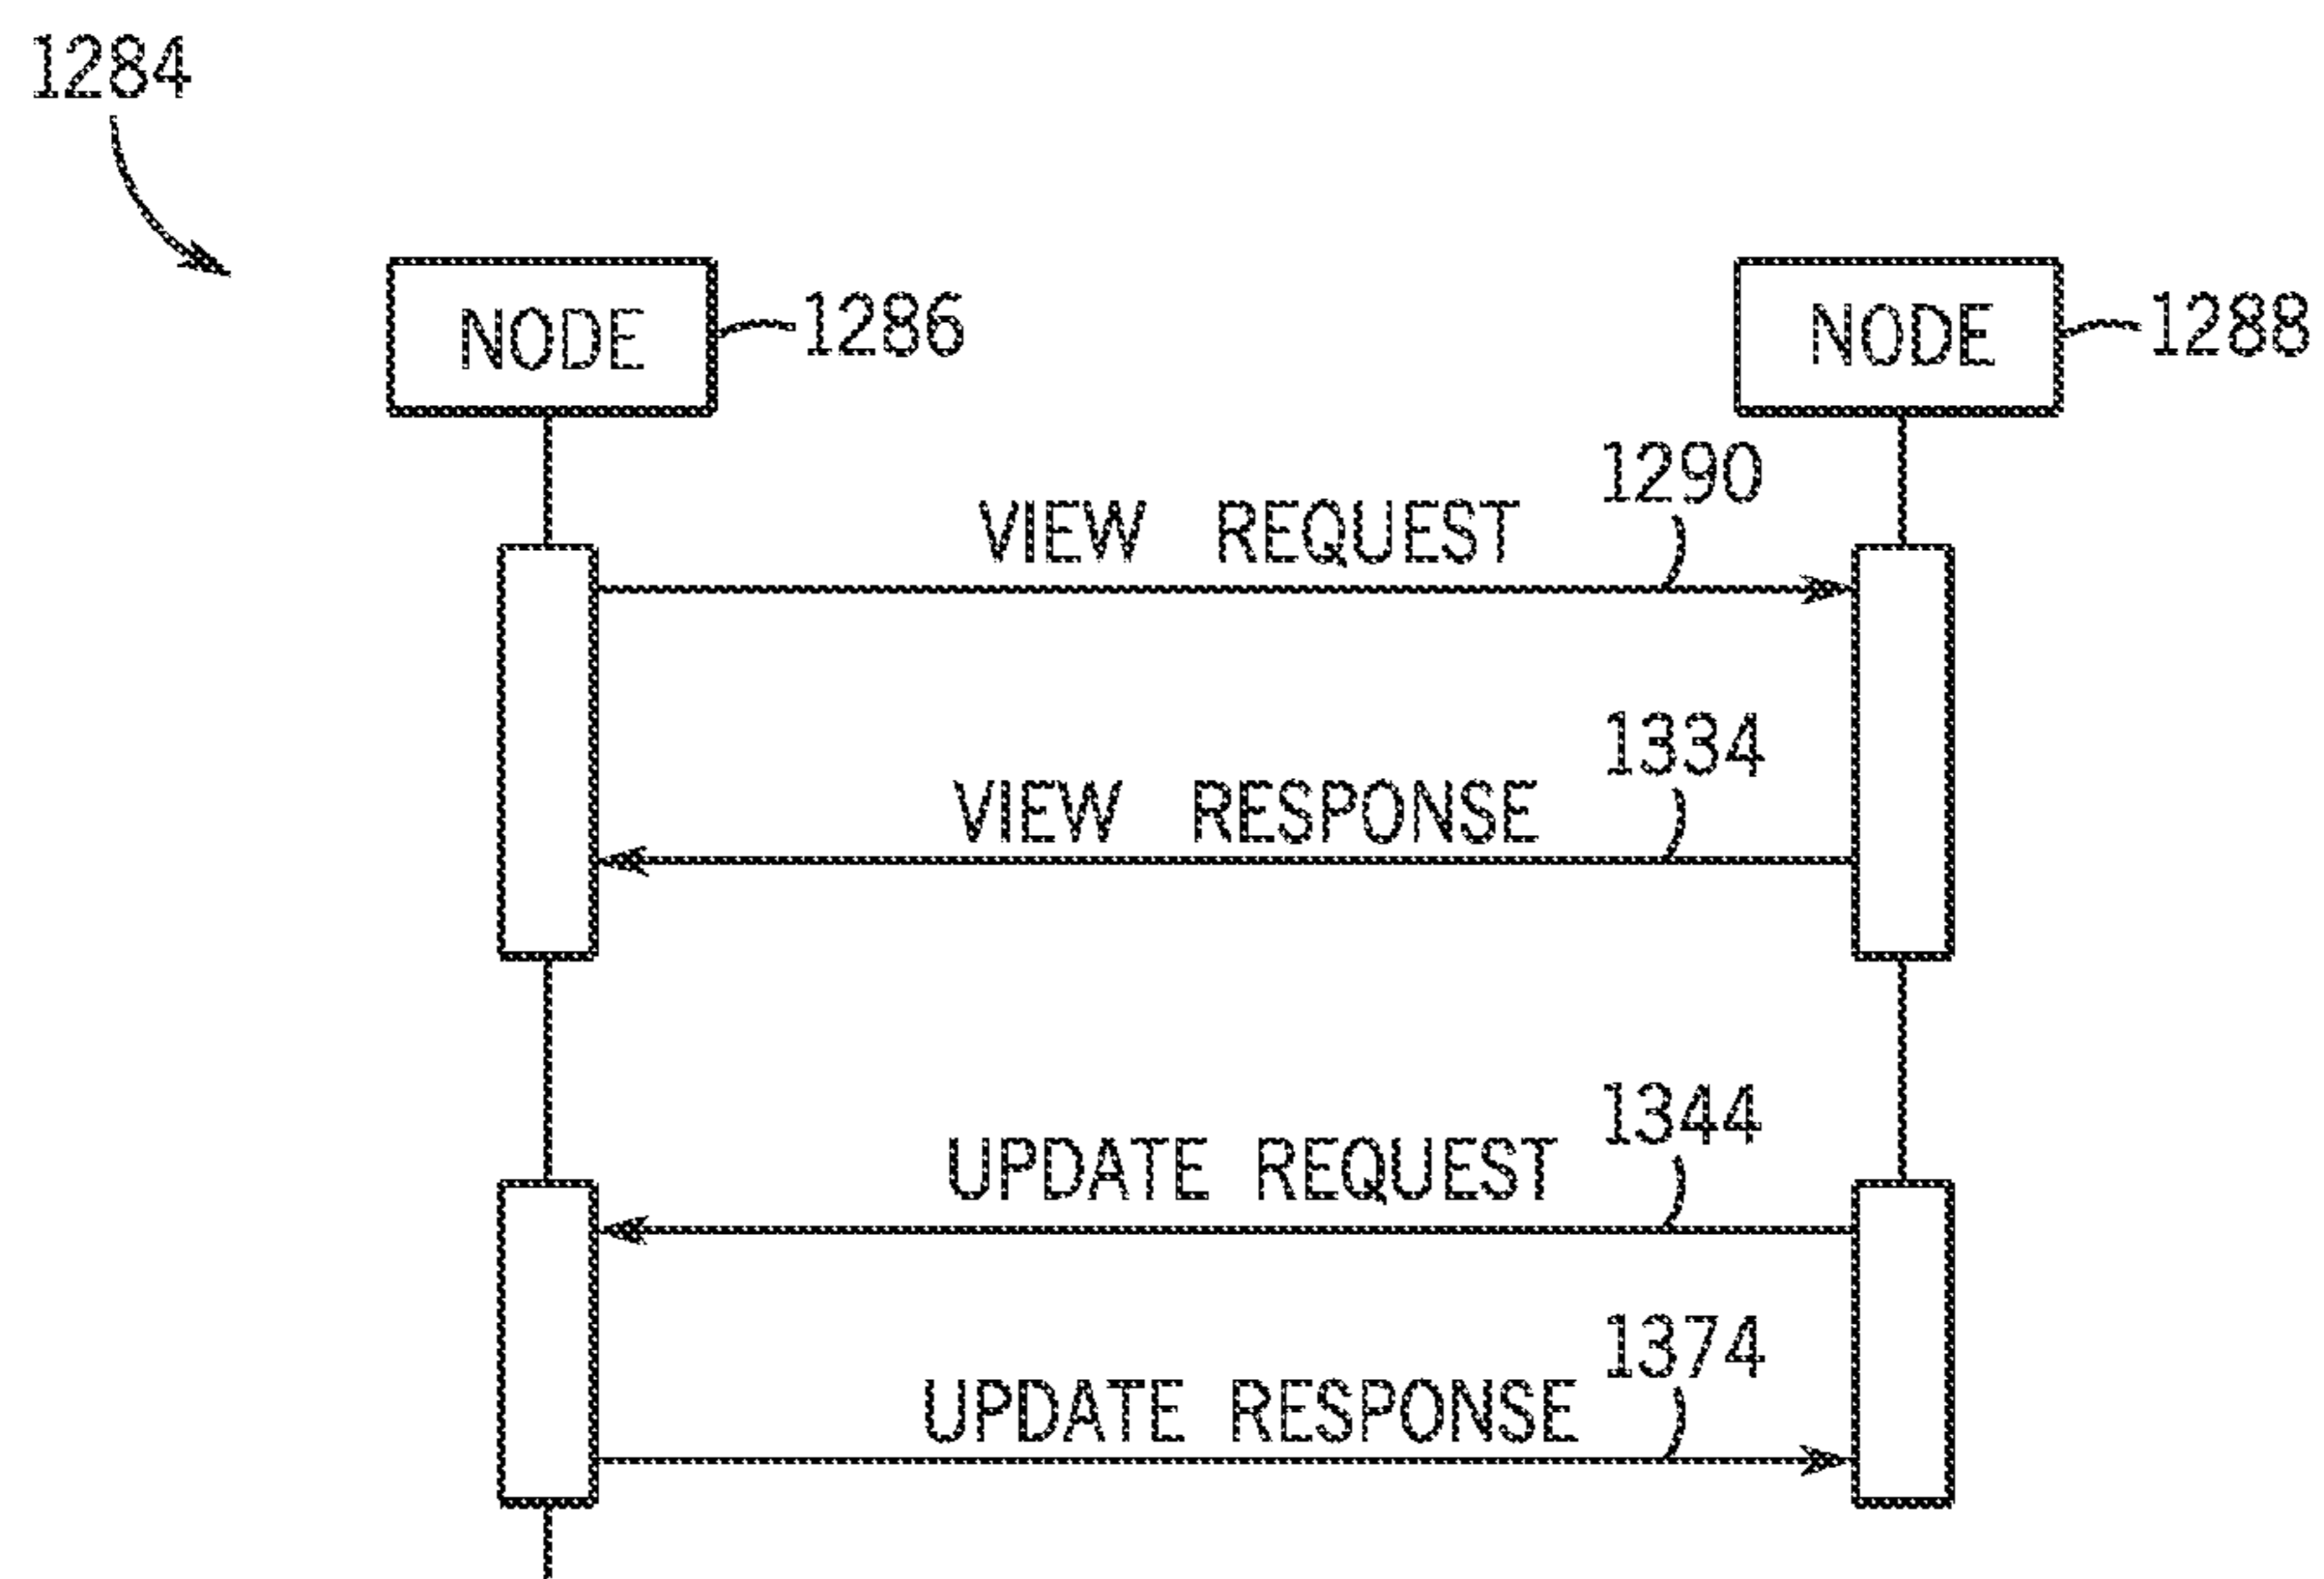 1284
NODE
1286
NODE
1288
1290
VIEW REQUEST
1334
VIEW RESPONSE
1344
UPDATE REQUEST
1374
UPDATE RESPONSE